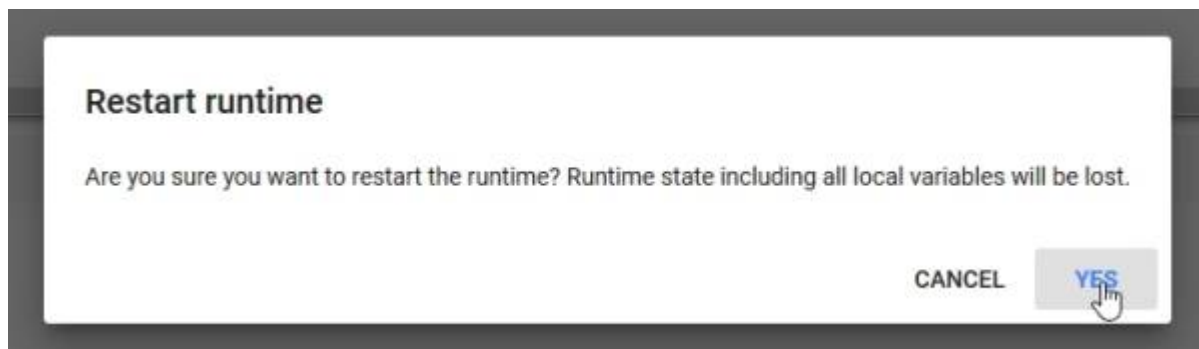 Restart runtime
Are you sure you want to restart the runtime? Runtime state including all local variables will be lost.
CANCEL YES